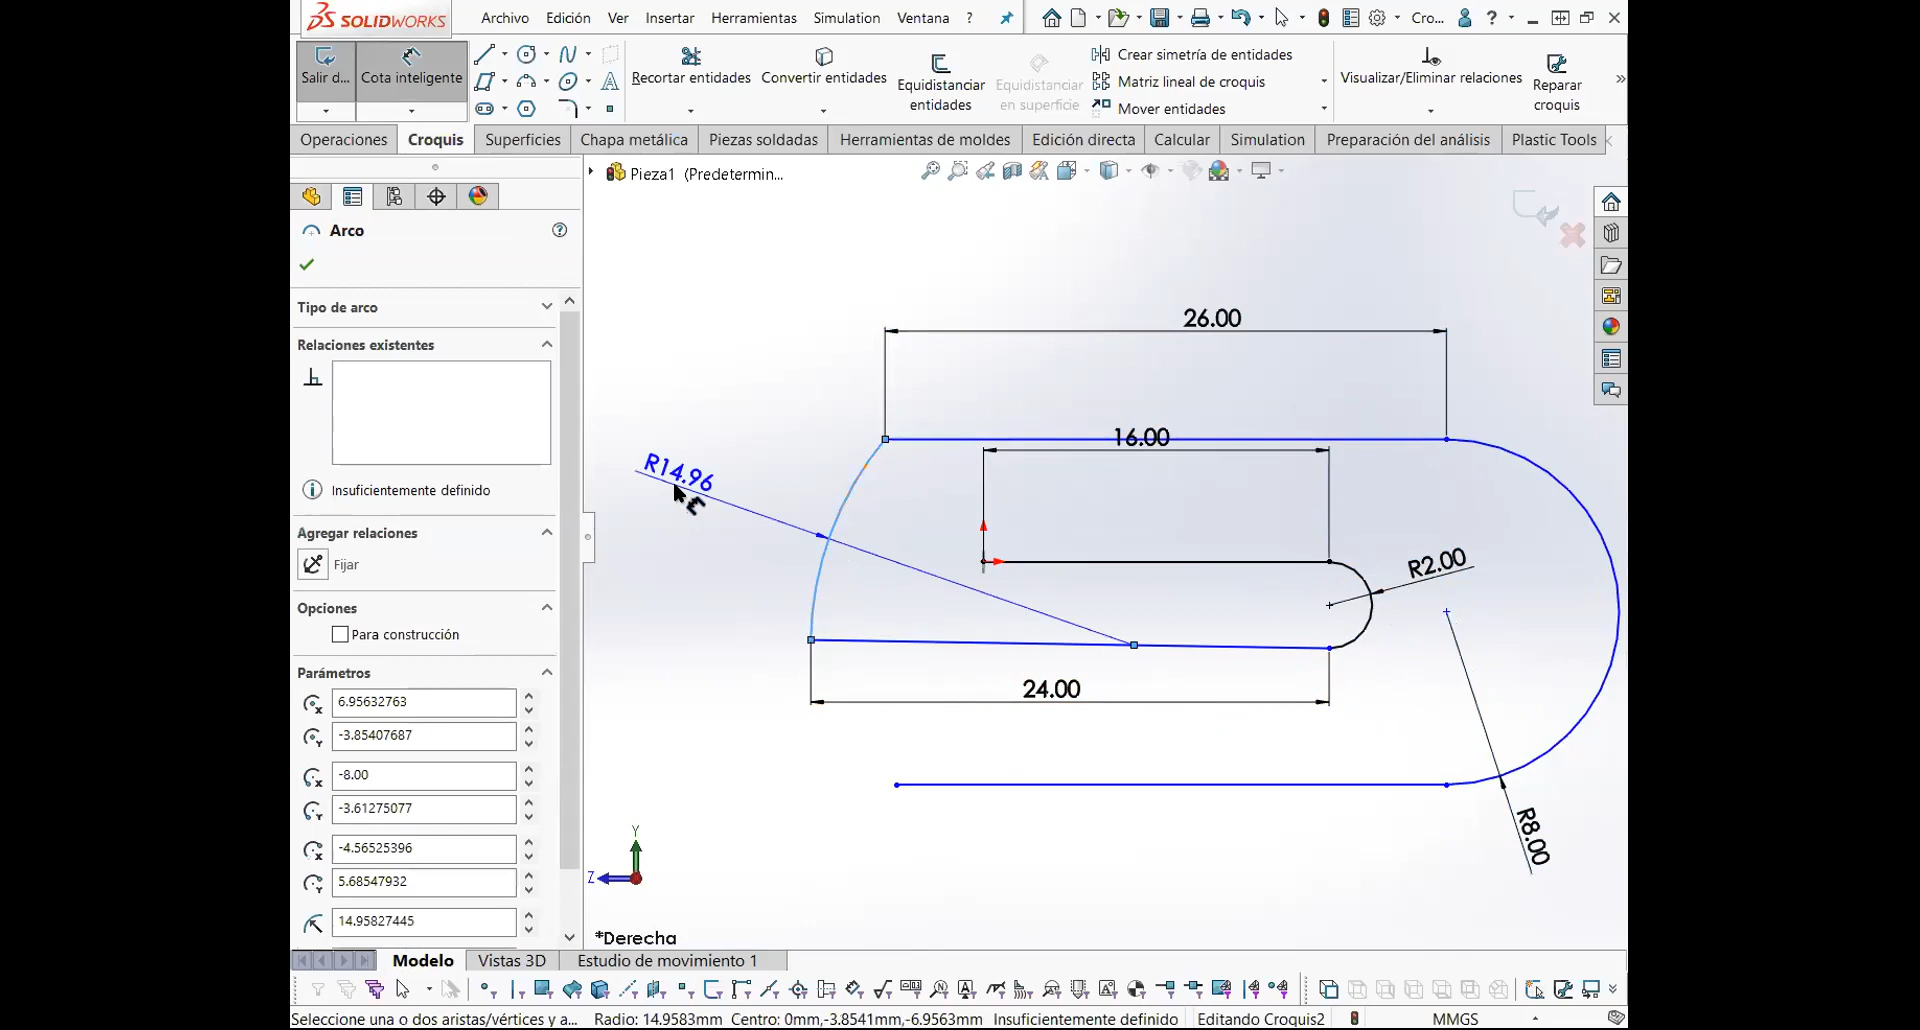 SOLIDWORKS
Archivo Edición Ver Insertar Herramientas Simulation Ventana ? Cro... ?
Salir d... Cota inteligente
Recortar entidades Convertir entidades Equidistanciar entidades Equidistanciar en superficie
Crear simetría de entidades
Matriz lineal de croquis
Mover entidades
Visualizar/Eliminar relaciones Reparar croquis »
Operaciones Croquis Superficies Chapa metálica Piezas soldadas Herramientas de moldes Edición directa Calcular Simulation Preparación del análisis Plastic Tools
Pieza1 (Predetermin...
Arco
Tipo de arco
Relaciones existentes
Insuficientemente definido
Agregar relaciones
Fijar
Opciones
Para construcción
Parámetros
6.95632763
-3.85407687
-8.00
-3.61275077
-4.56525396
5.68547932
14.95827445
26.00
16.00
R14.96
R2.00
24.00
R8.00
Y
Z
*Derecha
Modelo Vistas 3D Estudio de movimiento 1
Seleccione una o dos aristas/vértices y a... Radio: 14.9583mm Centro: 0mm,-3.8541mm,-6.9563mm Insuficientemente definido Editando Croquis2 MMGS